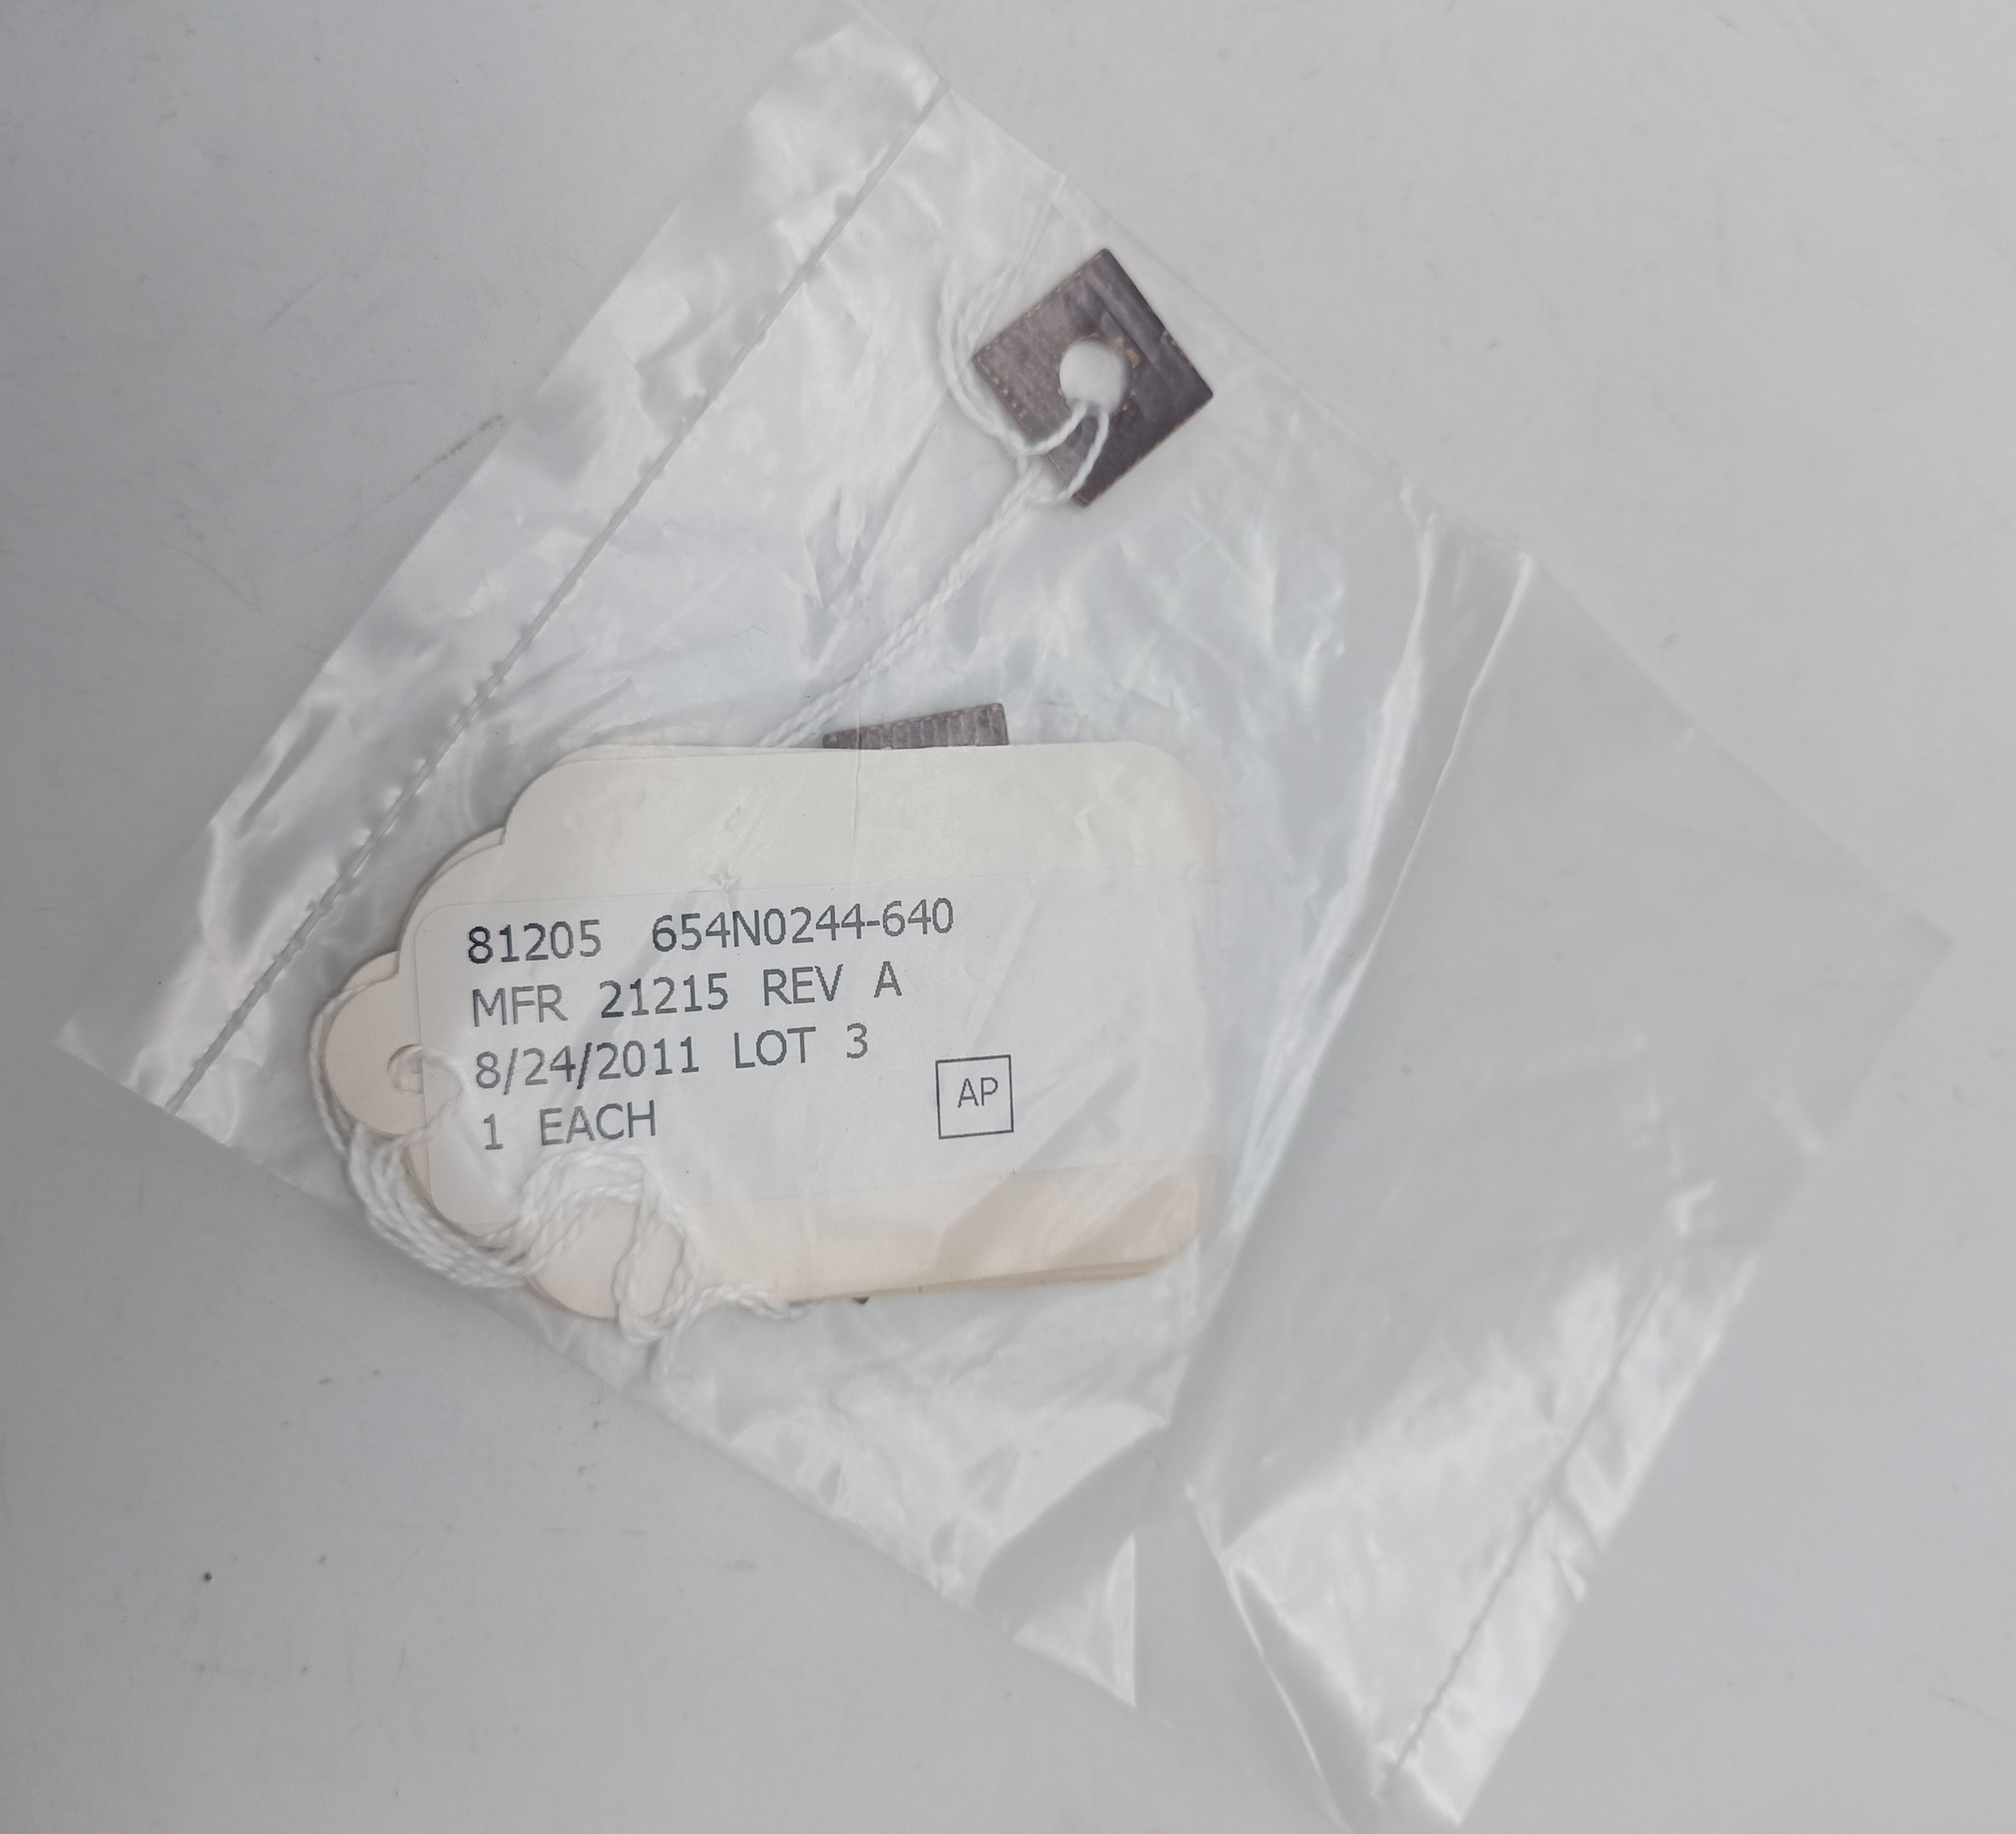 81205 654N0244-640
MFR 21215 REV A
8/24/2011 LOT 3
1 EACH
AP